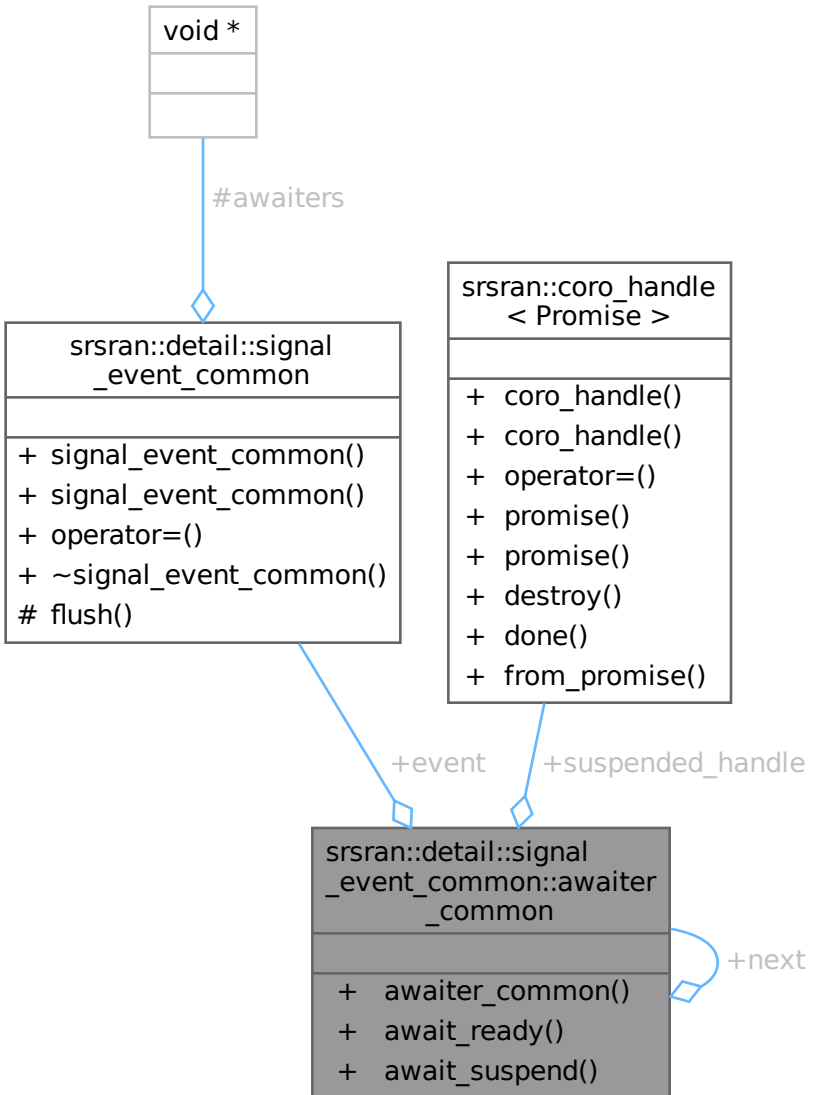 void *
#awaiters
srsran::coro_handle
< Promise >
+ coro_handle()
+ coro_handle()
+ operator=()
+ promise()
+ promise()
+ destroy()
+ done()
+ from_promise()
srsran::detail::signal
_event_common
+ signal_event_common()
+ signal_event_common()
+ operator=()
+ ~signal_event_common()
# flush()
+event
+suspended_handle
srsran::detail::signal
_event_common::awaiter
_common
+next
+ awaiter_common()
+ await_ready()
+ await_suspend()